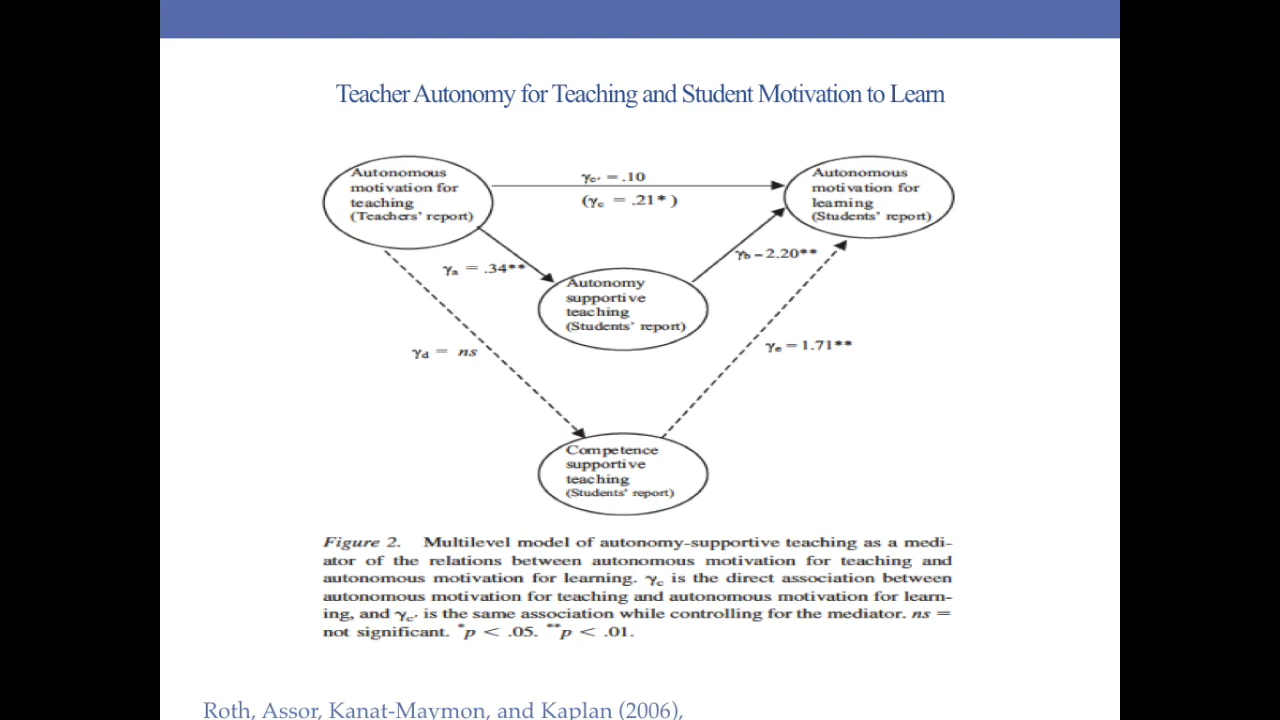 Teacher Autonomy for Teaching and Student Motivation to Learn
Autonomous
motivation for
teaching
(Teachers' report)
γc' = .10
(γc = .21* )
Autonomous
motivation for
learning
(Students' report)
γa = .34**
γb – 2.20**
Autonomy
supportive
teaching
(Students' report)
γd = ns
γe = 1.71**
Competence
supportive
teaching
(Students' report)
Figure 2. Multilevel model of autonomy-supportive teaching as a medi-
ator of the relations between autonomous motivation for teaching and
autonomous motivation for learning. γc is the direct association between
autonomous motivation for teaching and autonomous motivation for learn-
ing, and γc' is the same association while controlling for the mediator. ns =
not significant. *p < .05. **p < .01.
Roth, Assor, Kanat-Maymon, and Kaplan (2006),